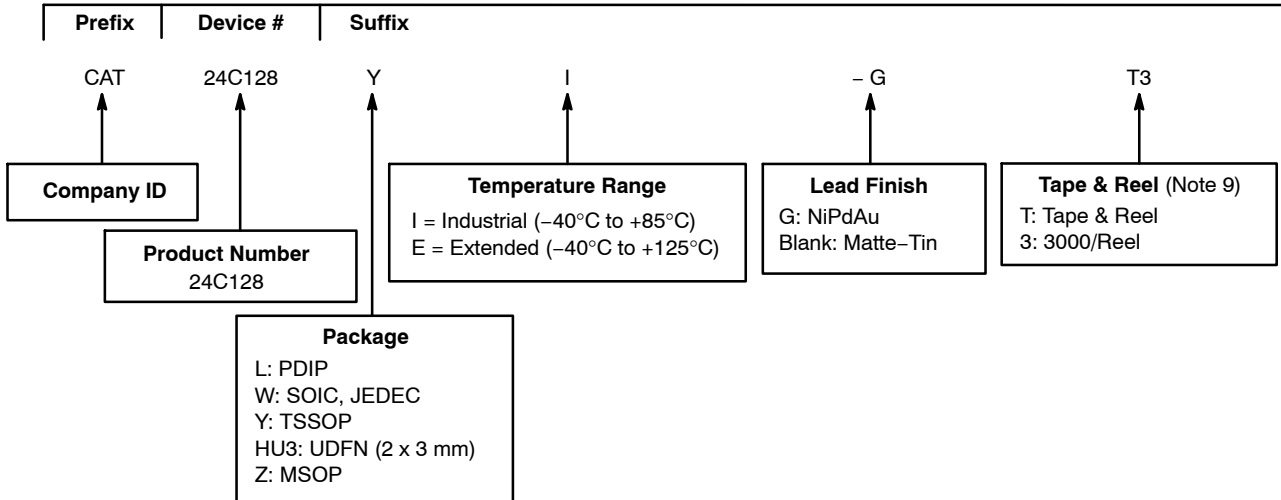 Prefix Device # Suffix
CAT 24C128 Y I – G T3
Company ID
Product Number
24C128
Package
L: PDIP
W: SOIC, JEDEC
Y: TSSOP
HU3: UDFN (2 x 3 mm)
Z: MSOP
Temperature Range
I = Industrial (−40°C to +85°C)
E = Extended (−40°C to +125°C)
Lead Finish
G: NiPdAu
Blank: Matte−Tin
Tape & Reel (Note 9)
T: Tape & Reel
3: 3000/Reel